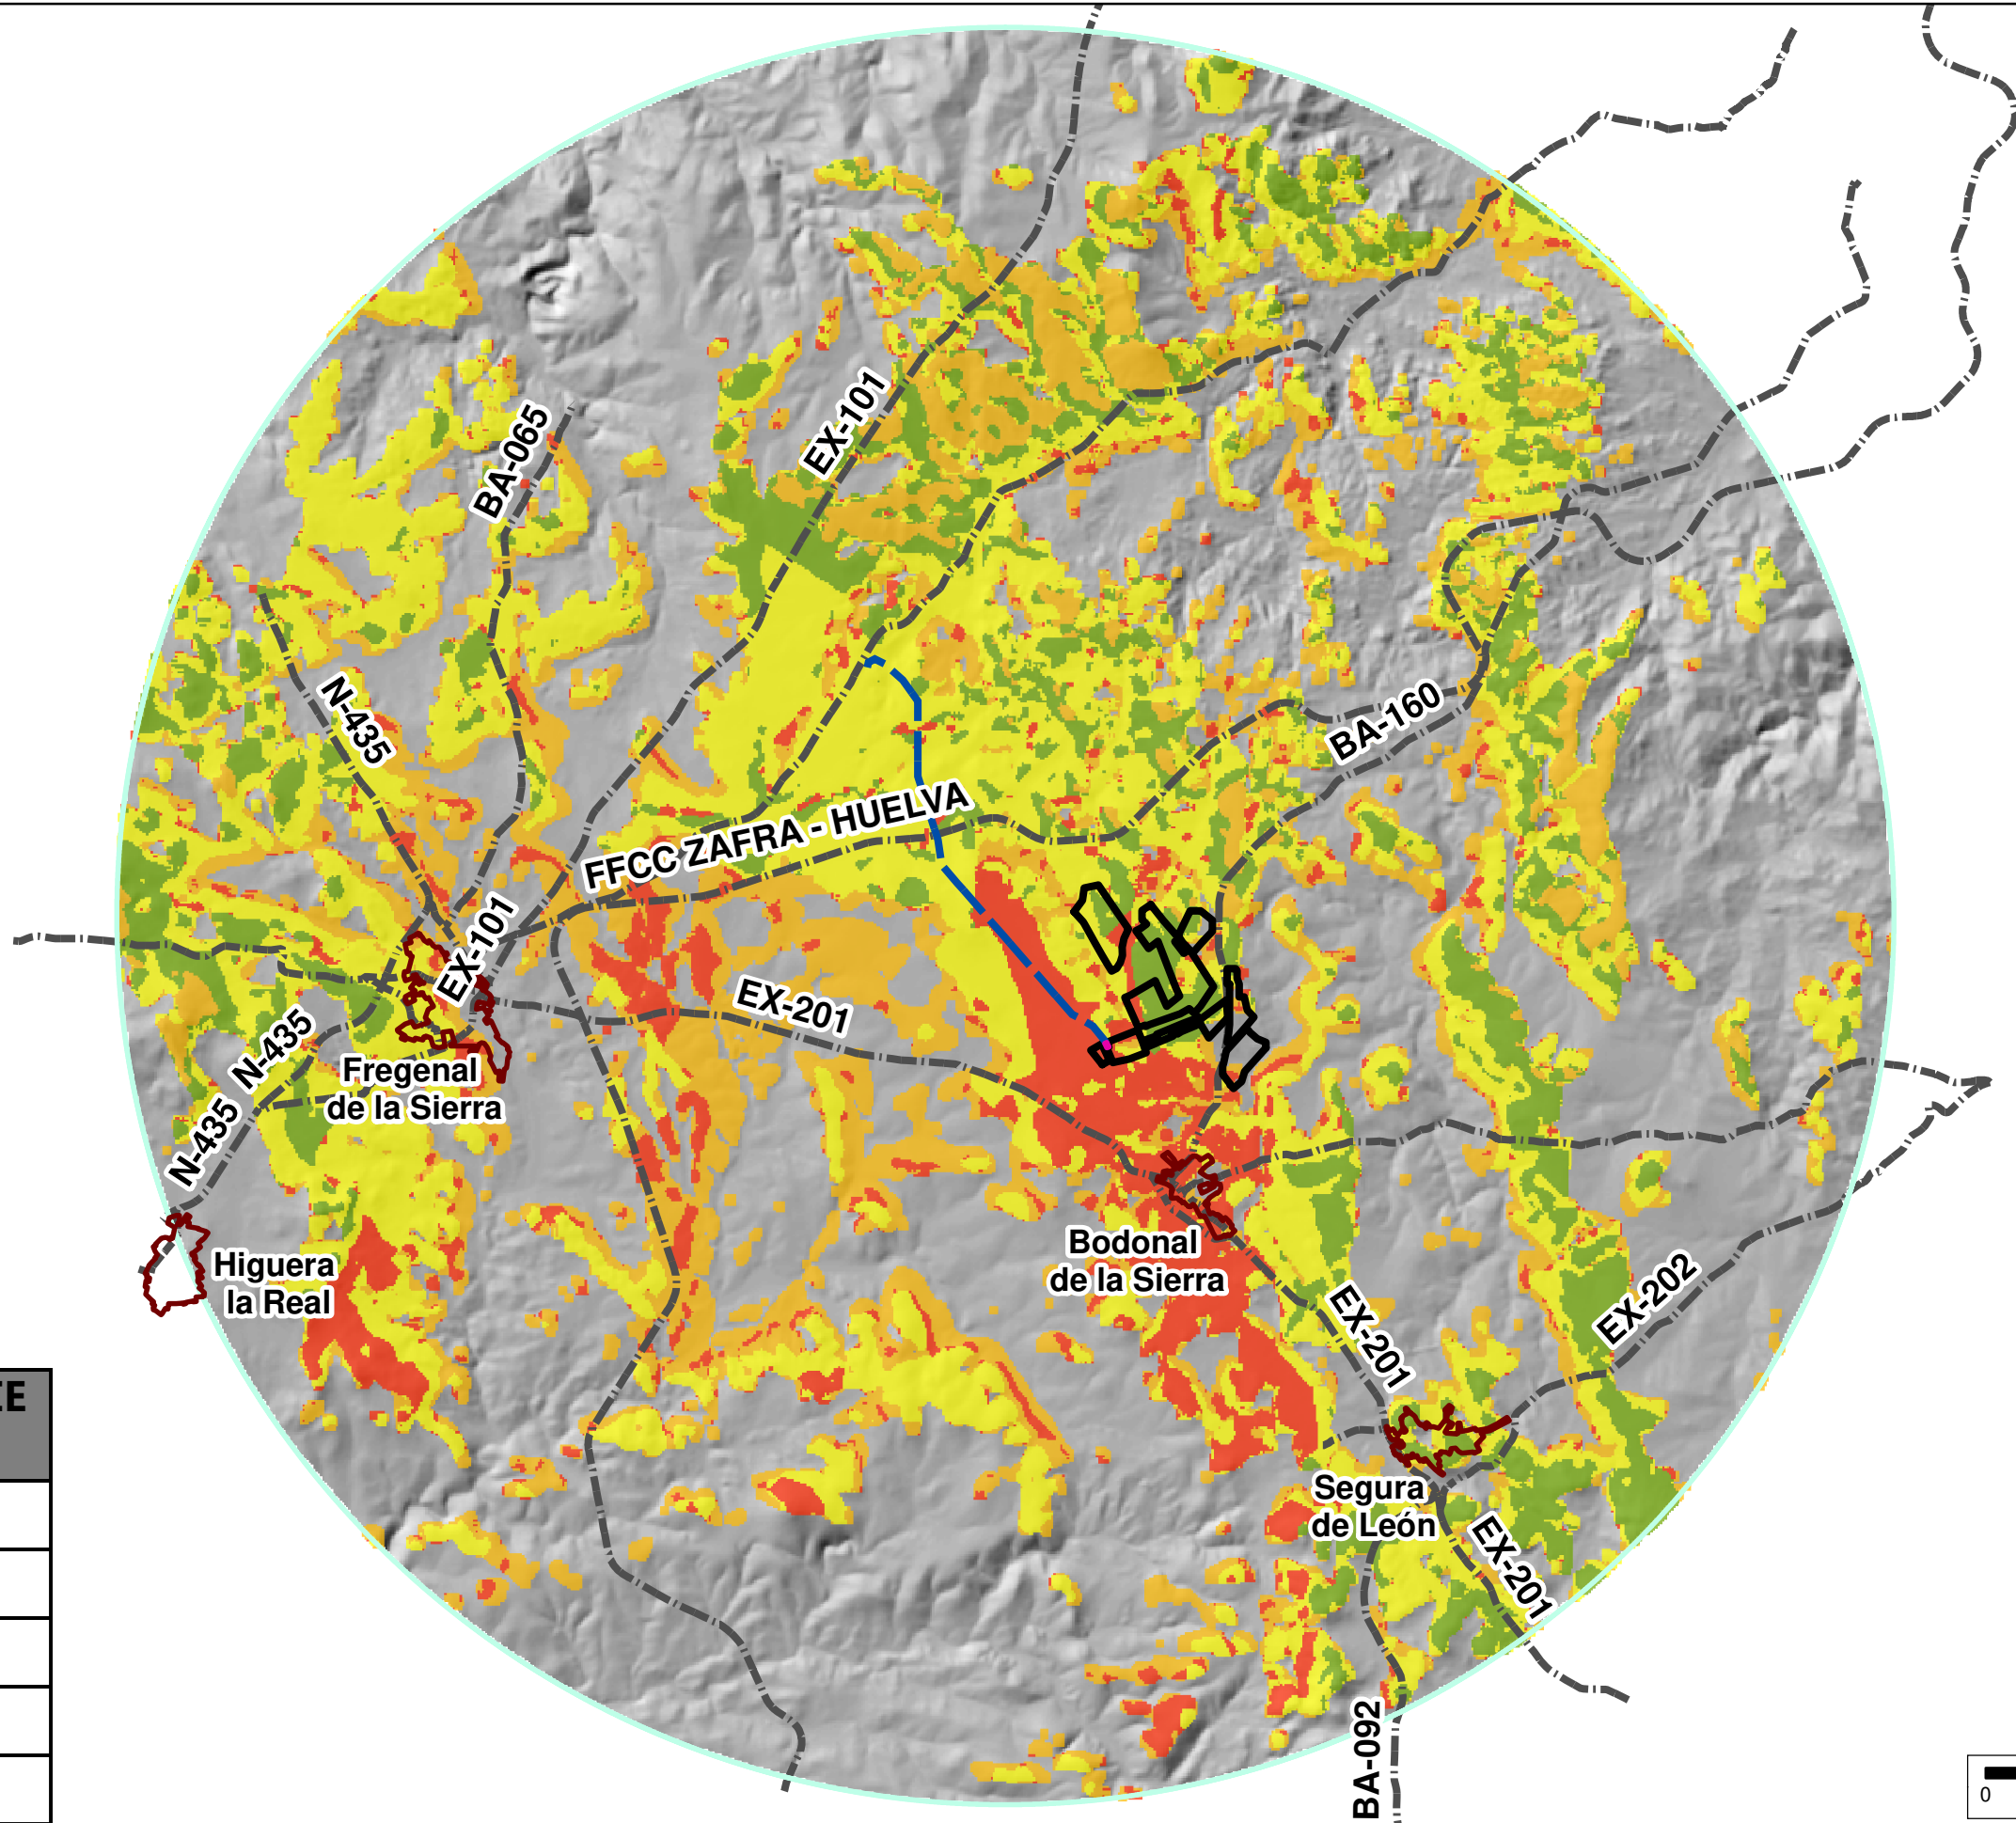 BA-065
EX-101
N-435
BA-160
FFCC ZAFRA - HUELVA
EX-101
EX-201
N-435
Fregenal
de la Sierra
N-435
Higuera
la Real
Bodonal
de la Sierra
EX-202
EX-201
Segura
de León
EX-201
BA-092
0